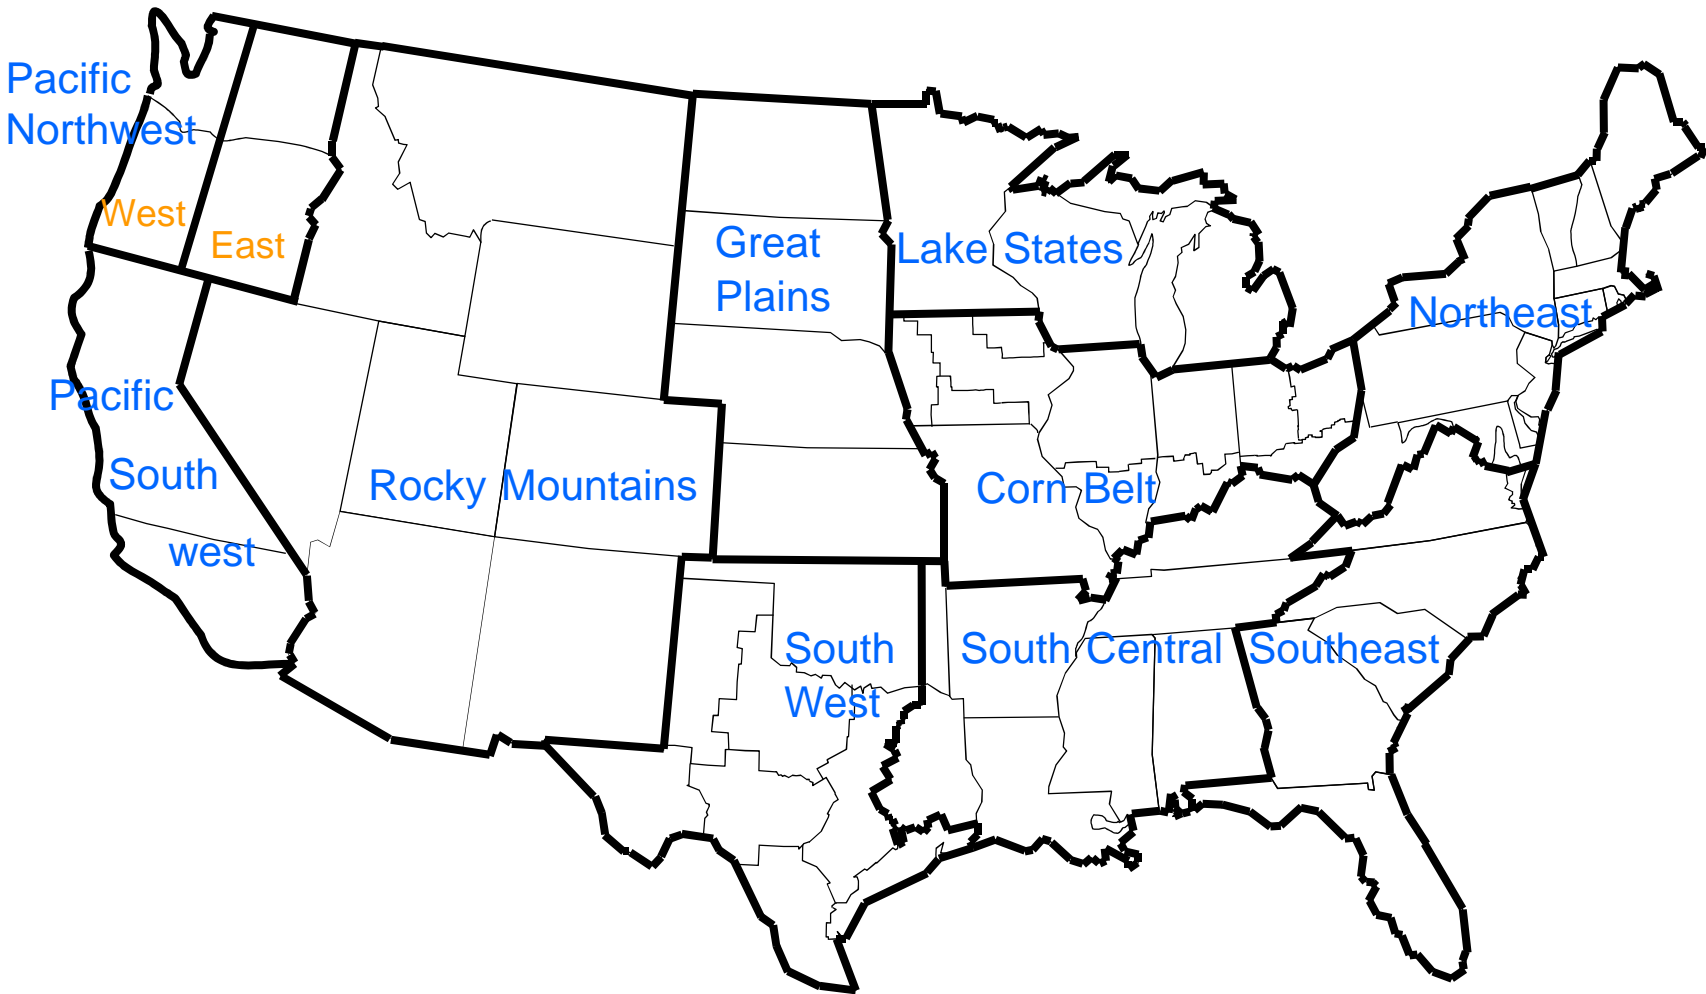 Pacific
Northwest
West
East
Great
Plains
Lake States
Northeast
Pacific
South
west
Rocky Mountains
Corn Belt
South
West
South Central
Southeast